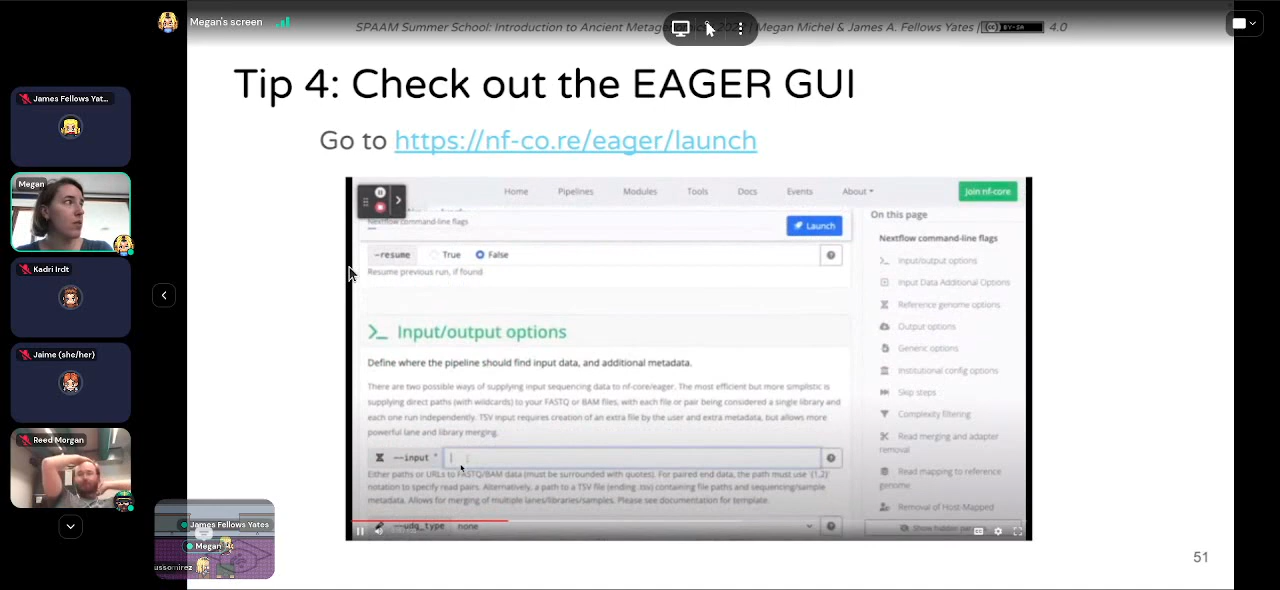 Megan's screen
SPAAM Summer School: Introduction to Ancient Metage
| Megan Michel & James A. Fellows Yates |
4.0
Tip 4: Check out the EAGER GUI
Go to https://nf-co.re/eager/launch
James Fellows Yat...
Megan
Kadri Irdt
Jaime (she/her)
Reed Morgan
James Fellows Yates
Megan
ussomirez
Home Pipelines Modules Tools Docs Events About
Join nf-core
Nextflow command-line flags
Launch
-resume True False
Resume previous run, if found
>_ Input/output options
Define where the pipeline should find input data, and additional metadata.
There are two possible ways of supplying input sequencing data to nf-core/eager. The most efficient but more simplistic is
supplying direct paths (with wildcards) to your FASTQ or BAM files, with each file or pair being considered a single library and
each one run independently. TSV input requires creation of an extra file by the user and extra metadata, but allows more
powerful lane and library merging.
--input *
Either paths or URLs to FASTQ/BAM data (must be surrounded with quotes). For paired end data, the path must use '{1,2}'
notation to specify read pairs. Alternatively, a path to a TSV file (ending .tsv) containing file paths and sequencing/sample
metadata. Allows for merging of multiple lanes/libraries/samples. Please see documentation for template.
--udg_type none
On this page
Nextflow command-line flags
>_ Input/output options
Input Data Additional Options
Reference genome options
Output options
Generic options
Institutional config options
Skip steps
Complexity filtering
Read merging and adapter
removal
Read mapping to reference
genome
Removal of Host-Mapped
Show hidden
51